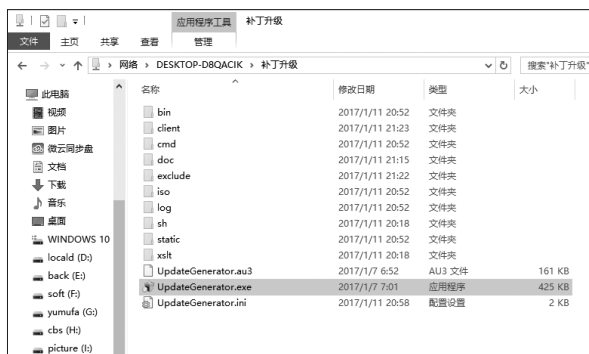 应用程序工具 补丁升级
文件 主页 共享 查看 管理
网络 > DESKTOP-D8QACIK > 补丁升级 搜索"补丁升级"
此电脑
视频
图片
微云同步盘
文档
下载
音乐
桌面
WINDOWS 10
locald (D:)
back (E:)
soft (F:)
yumufa (G:)
cbs (H:)
picture (I:)
名称 修改日期 类型 大小
bin 2017/1/11 20:52 文件夹
client 2017/1/11 21:23 文件夹
cmd 2017/1/11 20:52 文件夹
doc 2017/1/11 21:15 文件夹
exclude 2017/1/11 21:22 文件夹
iso 2017/1/11 20:52 文件夹
log 2017/1/11 20:52 文件夹
sh 2017/1/11 20:18 文件夹
static 2017/1/11 20:52 文件夹
xslt 2017/1/11 20:18 文件夹
UpdateGenerator.au3 2017/1/7 6:52 AU3 文件 161 KB
UpdateGenerator.exe 2017/1/7 7:01 应用程序 425 KB
UpdateGenerator.ini 2017/1/11 20:58 配置设置 2 KB